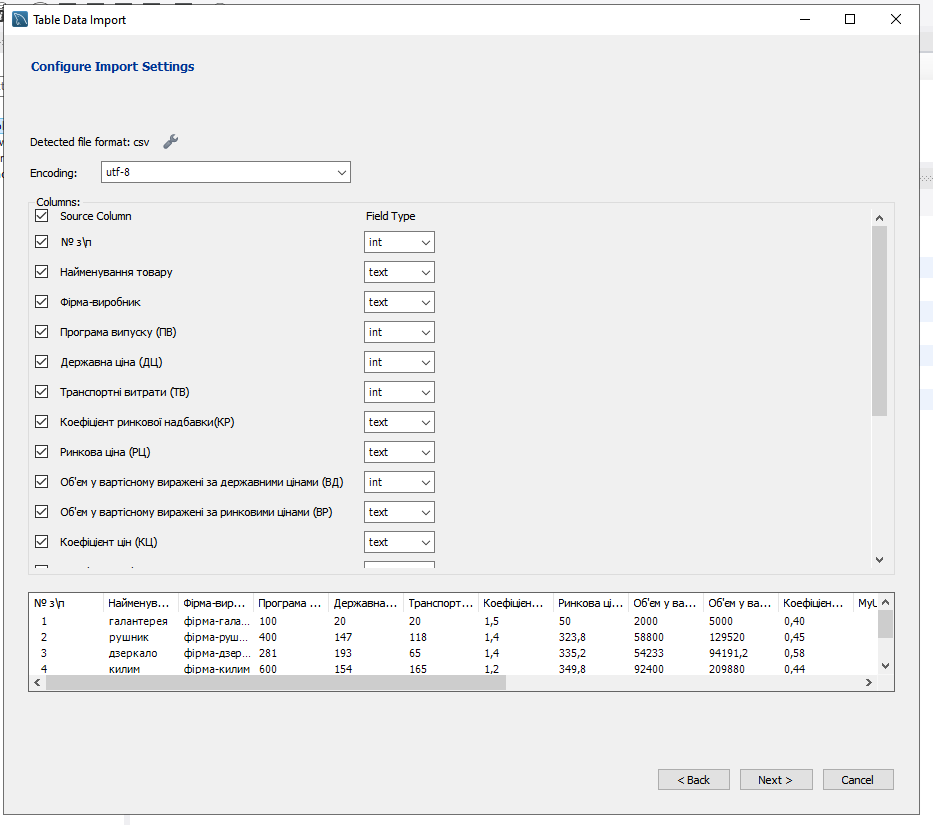 Table Data Import
Configure Import Settings
Detected file format: csv
Encoding: utf-8
Columns:
Source Column Field Type
№ з\п int
Найменування товару text
Фірма-виробник text
Програма випуску (ПВ) int
Державна ціна (ДЦ) int
Транспортні витрати (ТВ) int
Коефіцієнт ринкової надбавки(КР) text
Ринкова ціна (РЦ) text
Об'єм у вартісному виражені за державними цінами (ВД) int
Об'єм у вартісному виражені за ринковими цінами (ВР) text
Коефіцієнт цін (КЦ) text
№ з\п Найменув... Фірма-вир... Програма ... Державна... Транспорт... Коефіцієн... Ринкова ці... Об'єм у ва... Об'єм у ва... Коефіцієн... MyU
1 галантерея фірма-гала... 100 20 20 1,5 50 2000 5000 0,40
2 рушник фірма-руш... 400 147 118 1,4 323,8 58800 129520 0,45
3 дзеркало фірма-дзер... 281 193 65 1,4 335,2 54233 94191,2 0,58
4 килим фірма-килим 600 154 165 1,2 349,8 92400 209880 0,44
< Back Next > Cancel